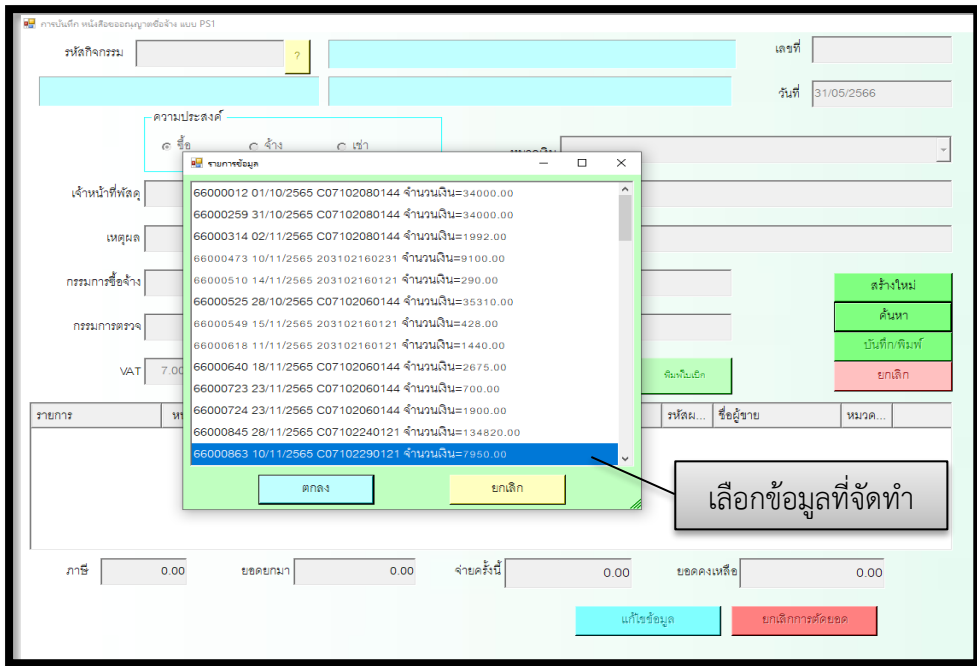 การบันทึก หนังสือขออนุญาตซื้อจ้าง แบบ PS1
รหัสกิจกรรม ? เลขที่
วันที่ 31/05/2566
ความประสงค์
ซื้อ จ้าง เช่า
รายการข้อมูล
เจ้าหน้าที่พัสดุ
66000012 01/10/2565 C07102080144 จำนวนเงิน=34000.00
66000259 31/10/2565 C07102080144 จำนวนเงิน=34000.00
เหตุผล
66000314 02/11/2565 C07102080144 จำนวนเงิน=1992.00
66000473 10/11/2565 203102160231 จำนวนเงิน=9100.00
กรรมการซื้อจ้าง
66000510 14/11/2565 203102160121 จำนวนเงิน=290.00
สร้างใหม่
66000525 28/10/2565 C07102060144 จำนวนเงิน=35310.00
ค้นหา
กรรมการตรวจ
66000549 15/11/2565 203102160121 จำนวนเงิน=428.00
66000618 11/11/2565 203102160121 จำนวนเงิน=1440.00
บันทึก/พิมพ์
VAT 7.00
66000640 18/11/2565 C07102060144 จำนวนเงิน=2675.00
พิมพ์ใบเบิก ยกเลิก
66000723 23/11/2565 C07102060144 จำนวนเงิน=700.00
66000724 23/11/2565 C07102060144 จำนวนเงิน=1900.00
รายการ รหัสผ... ชื่อผู้ขาย หมวด...
66000845 28/11/2565 C07102240121 จำนวนเงิน=134820.00
66000863 10/11/2565 C07102290121 จำนวนเงิน=7950.00
ตกลง ยกเลิก
เลือกข้อมูลที่จัดทำ
ภาษี 0.00 ยอดยกมา 0.00 จ่ายครั้งนี้ 0.00 ยอดคงเหลือ 0.00
แก้ไขข้อมูล ยกเลิกการตัดยอด